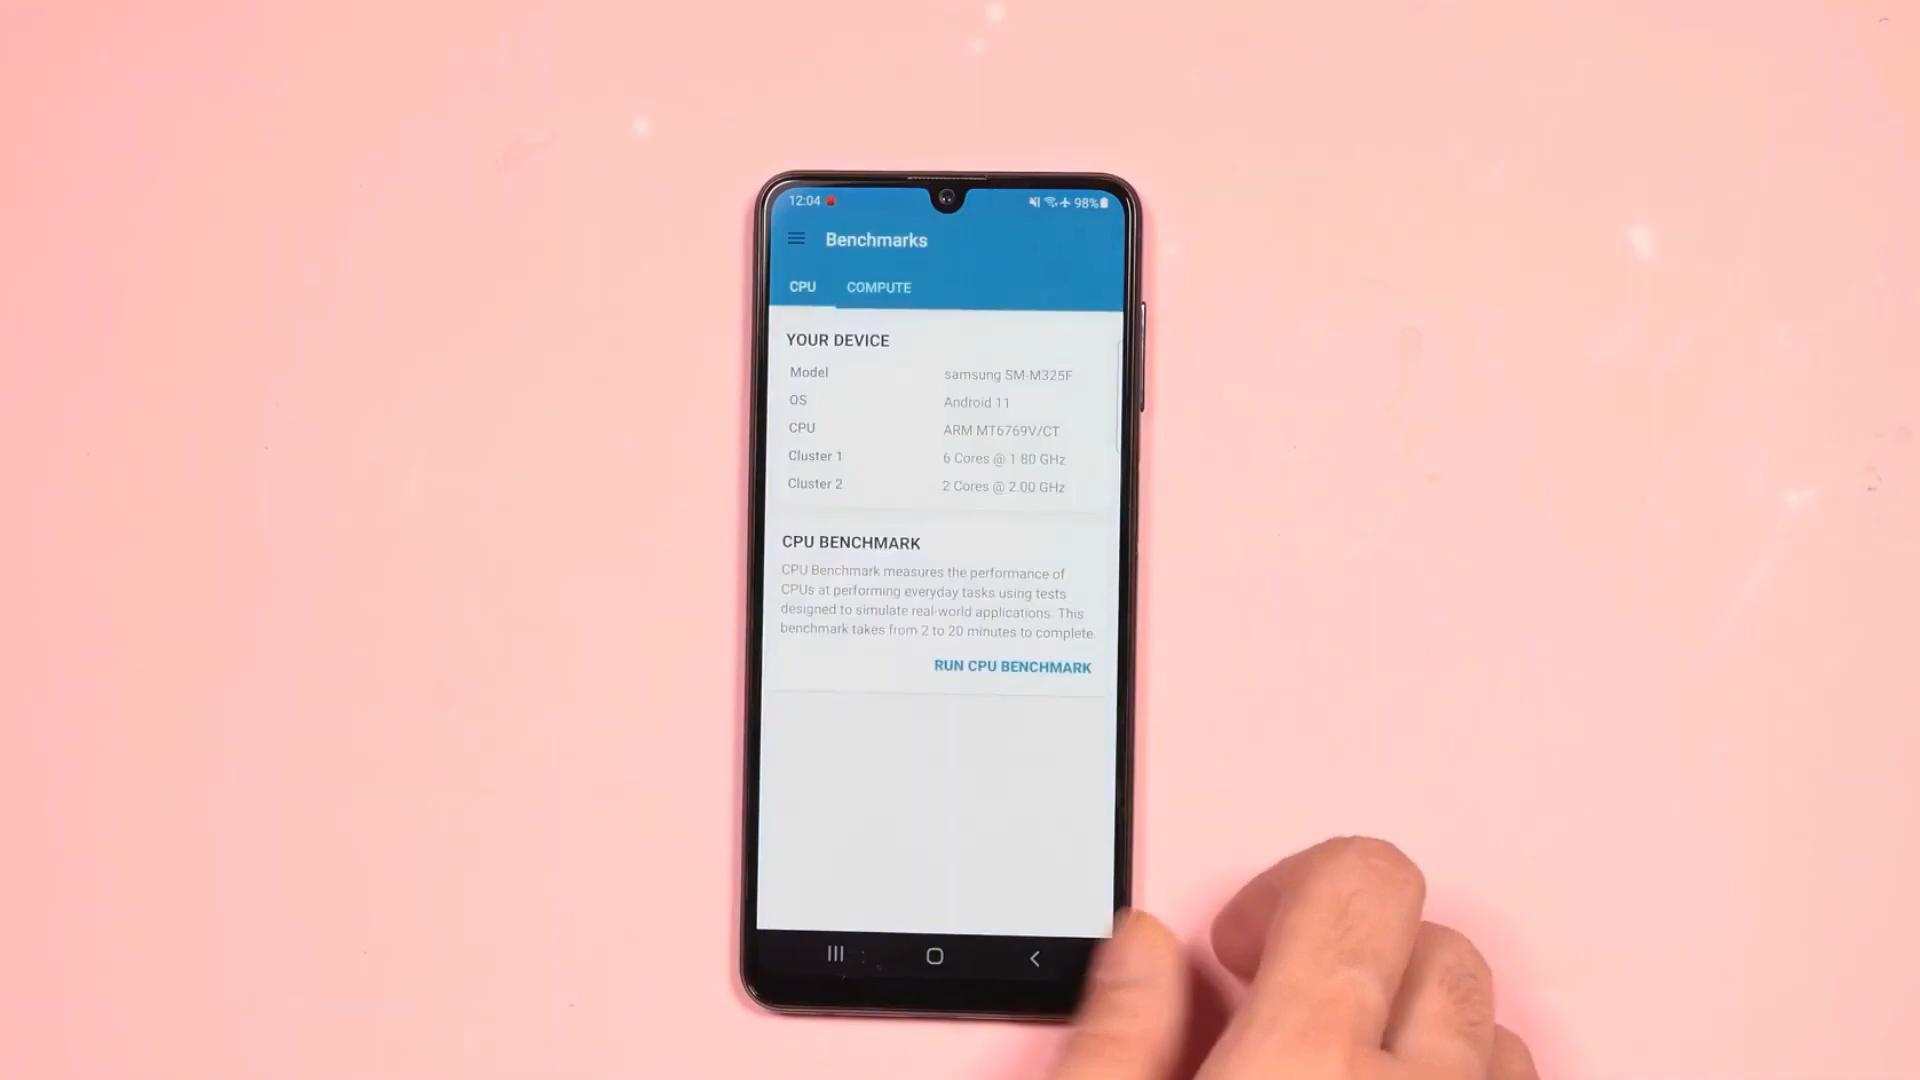 12:04 98%
Benchmarks
CPU COMPUTE
YOUR DEVICE
Model samsung SM-M325F
OS Android 11
CPU ARM MT6769V/CT
Cluster 1 6 Cores @ 1 80 GHz
Cluster 2 2 Cores @ 2.00 GHz
CPU BENCHMARK
CPU Benchmark measures the performance of
CPUs at performing everyday tasks using tests
designed to simulate real-world applications. This
benchmark takes from 2 to 20 minutes to complete.
RUN CPU BENCHMARK